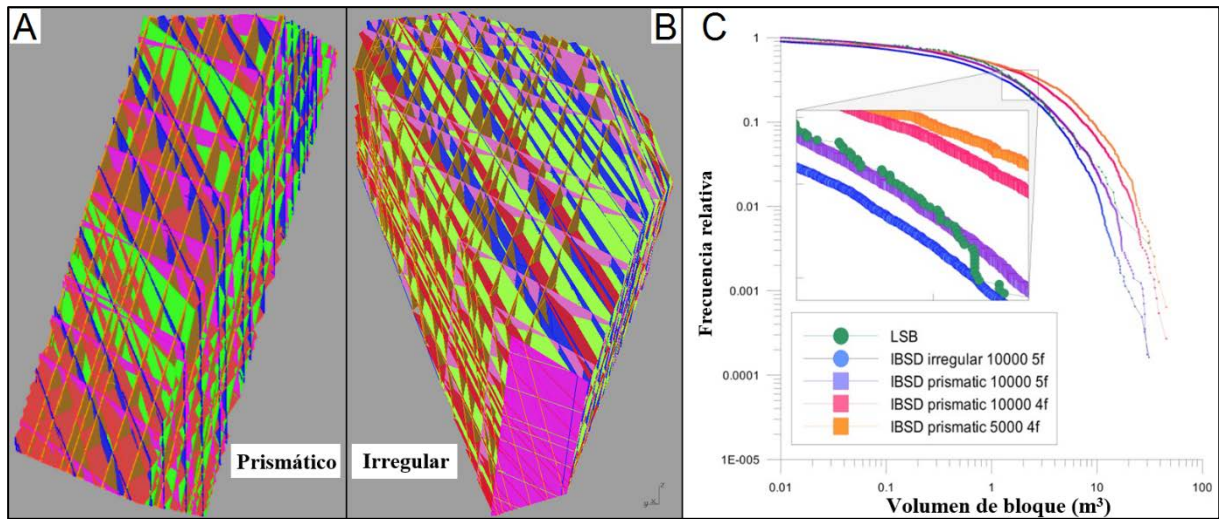 A
B
C
Prismático
Irregular
z
Frecuencia relativa
1
0.1
0.01
0.001
0.0001
1E-005
LSB
IBSD irregular 10000 5f
IBSD prismatic 10000 5f
IBSD prismatic 10000 4f
IBSD prismatic 5000 4f
0.01
0.1
1
10
100
Volumen de bloque (m³)